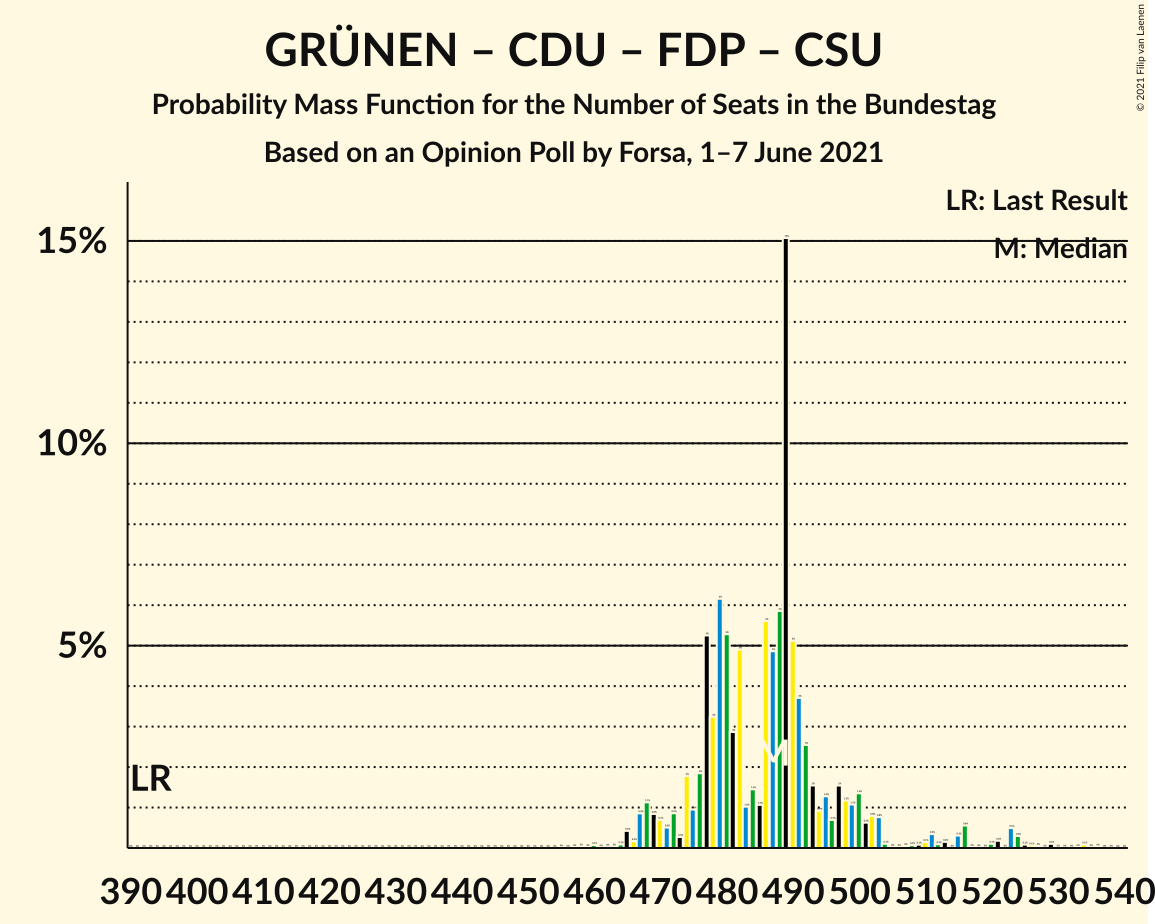 GRÜNEN – CDU – FDP – CSU
Probability Mass Function for the Number of Seats in the Bundestag
Based on an Opinion Poll by Forsa, 1–7 June 2021
© 2021 Filip van Laenen
LR: Last Result
M: Median
15%
10%
5%
LR
M
390 400 410 420 430 440 450 460 470 480 490 500 510 520 530 540